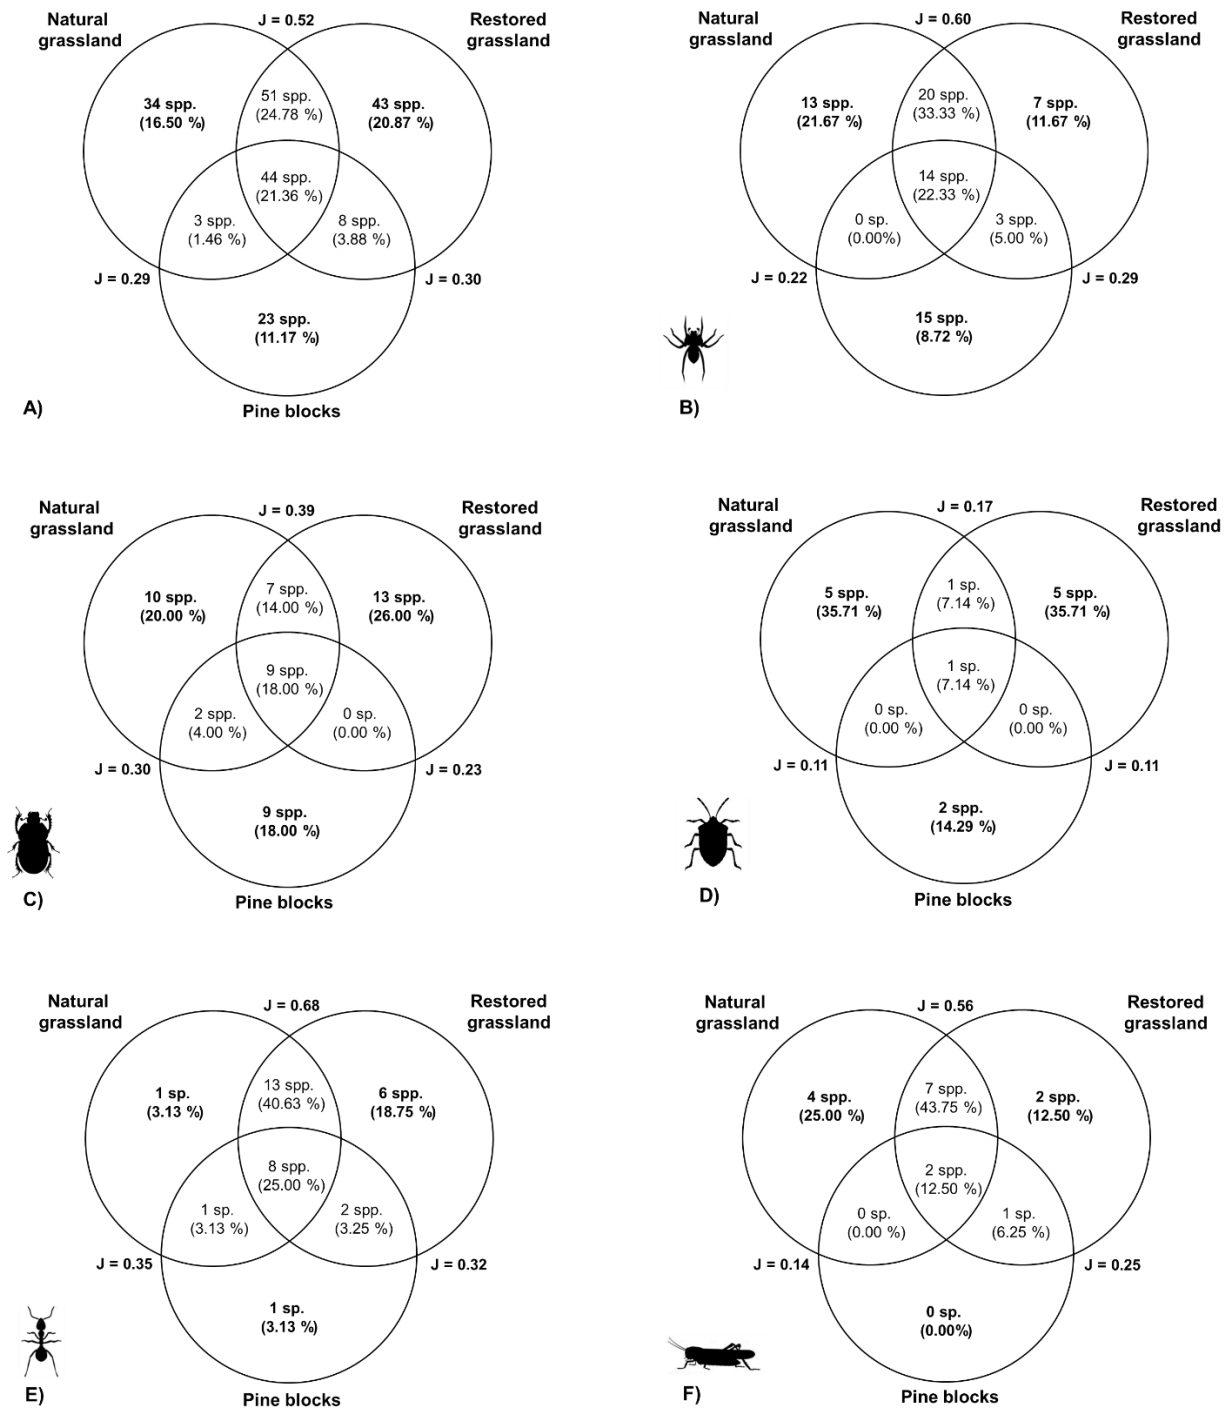 J = 0.52
Natural
grassland
Restored
grassland
34 spp.
(16.50 %)
51 spp.
(24.78 %)
43 spp.
(20.87 %)
44 spp.
(21.36 %)
3 spp.
(1.46 %)
8 spp.
(3.88 %)
J = 0.29
J = 0.30
23 spp.
(11.17 %)
A)
Pine blocks
J = 0.60
Natural
grassland
Restored
grassland
13 spp.
(21.67 %)
20 spp.
(33.33 %)
7 spp.
(11.67 %)
14 spp.
(22.33 %)
0 sp.
(0.00%)
3 spp.
(5.00 %)
J = 0.22
J = 0.29
15 spp.
(8.72 %)
B)
Pine blocks
J = 0.39
Natural
grassland
Restored
grassland
10 spp.
(20.00 %)
7 spp.
(14.00 %)
13 spp.
(26.00 %)
9 spp.
(18.00 %)
2 spp.
(4.00 %)
0 sp.
(0.00 %)
J = 0.30
J = 0.23
9 spp.
(18.00 %)
C)
Pine blocks
J = 0.17
Natural
grassland
Restored
grassland
5 spp.
(35.71 %)
1 sp.
(7.14 %)
5 spp.
(35.71 %)
1 sp.
(7.14 %)
0 sp.
(0.00 %)
0 sp.
(0.00 %)
J = 0.11
J = 0.11
2 spp.
(14.29 %)
D)
Pine blocks
J = 0.68
Natural
grassland
Restored
grassland
1 sp.
(3.13 %)
13 spp.
(40.63 %)
6 spp.
(18.75 %)
8 spp.
(25.00 %)
1 sp.
(3.13 %)
2 spp.
(3.25 %)
J = 0.35
J = 0.32
1 sp.
(3.13 %)
E)
Pine blocks
J = 0.56
Natural
grassland
Restored
grassland
4 spp.
(25.00 %)
7 spp.
(43.75 %)
2 spp.
(12.50 %)
2 spp.
(12.50 %)
0 sp.
(0.00 %)
1 sp.
(6.25 %)
J = 0.14
J = 0.25
0 sp.
(0.00%)
F)
Pine blocks